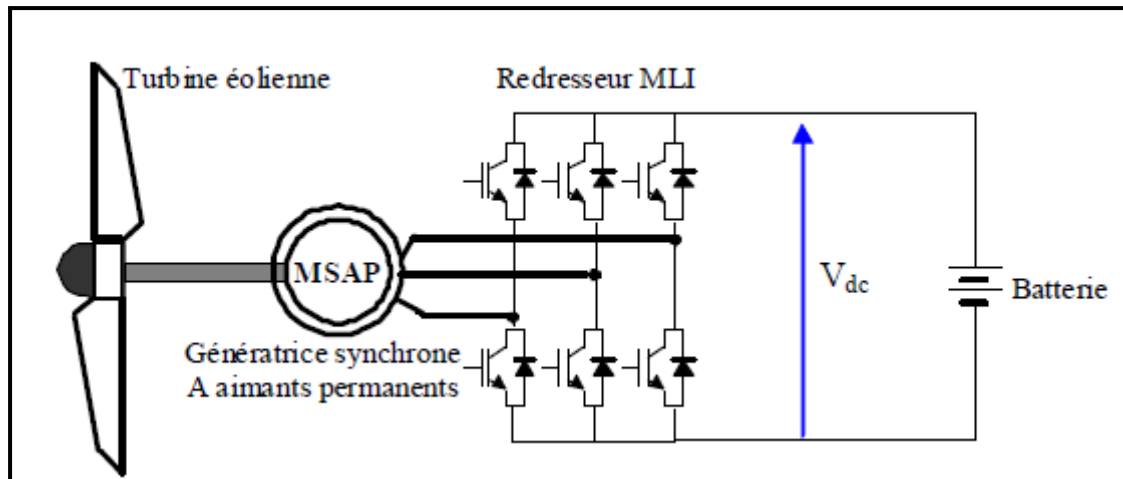 Turbine éolienne
Redresseur MLI
MSAP
Génératrice synchrone
A aimants permanents
Vdc
Batterie